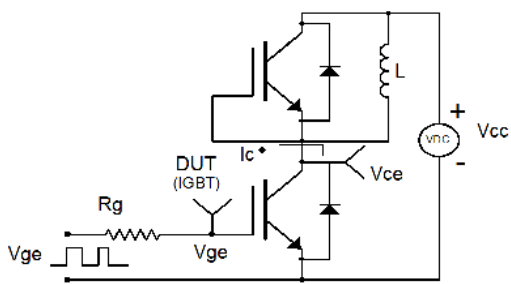 L
+
VDC
Vcc
-
Ic
Vce
DUT
(IGBT)
Rg
Vge
Vge